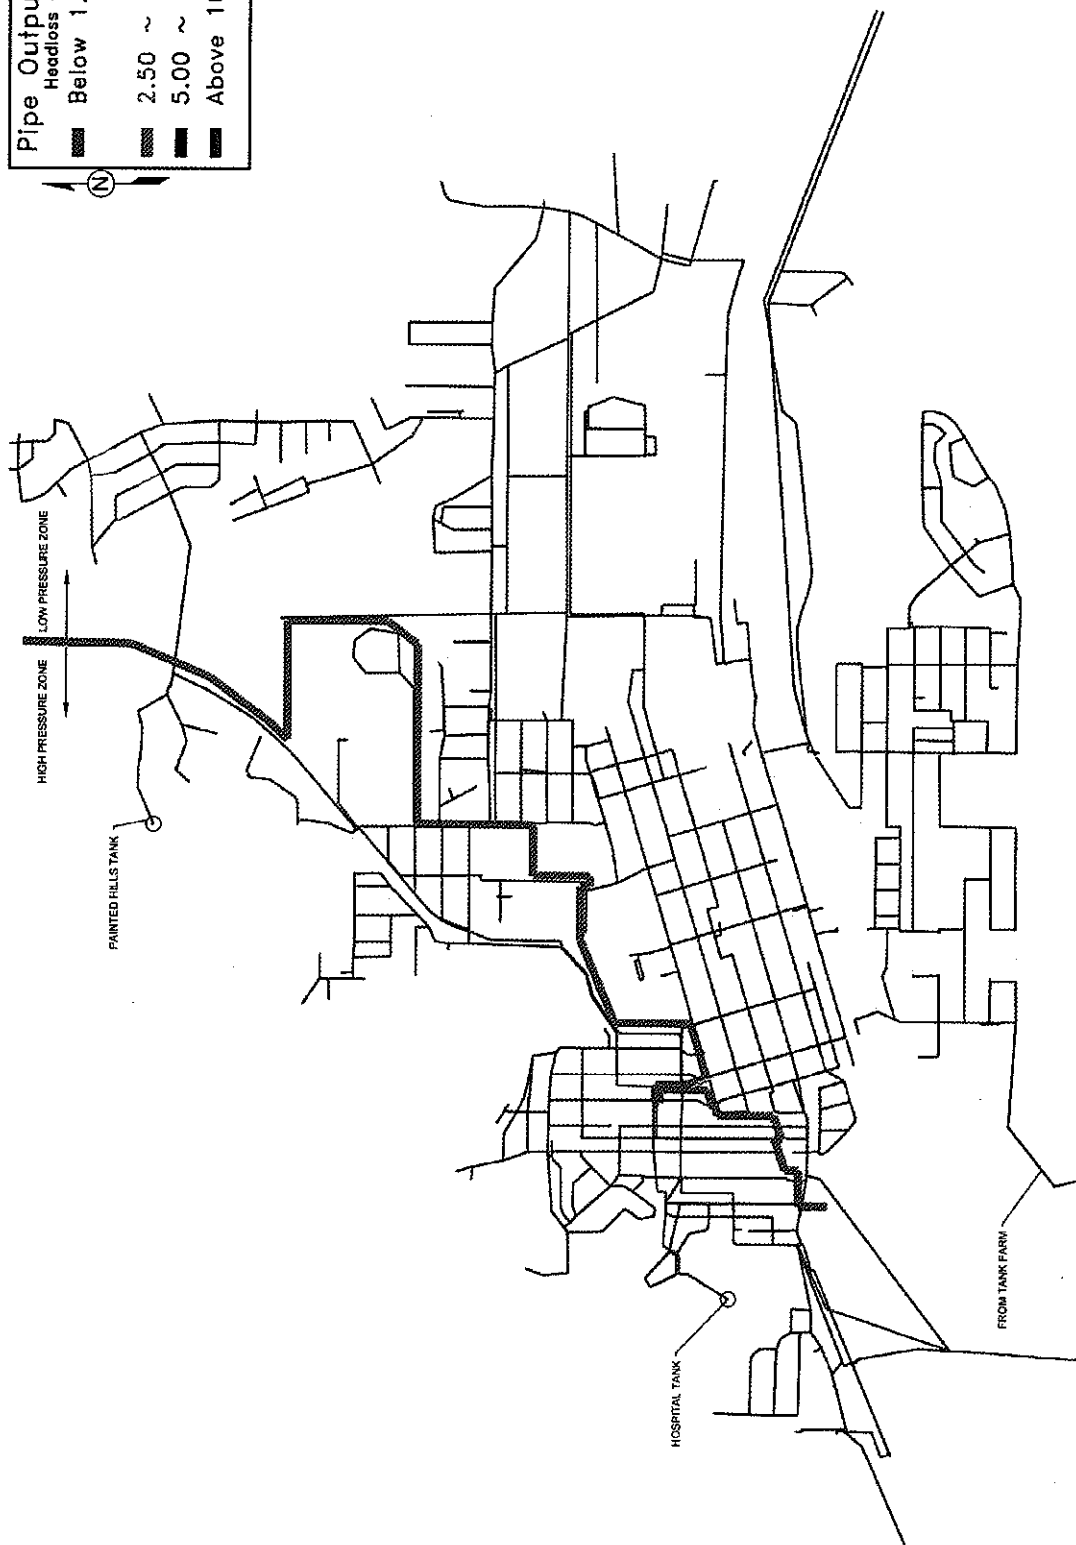 Pipe Outpu
Headloss
Below 1.
2.50 ~
5.00 ~
Above 1
N
LOW PRESSURE ZONE
HIGH PRESSURE ZONE
PAINTED HILLS TANK
HOSPITAL TANK
FROM TANK FARM